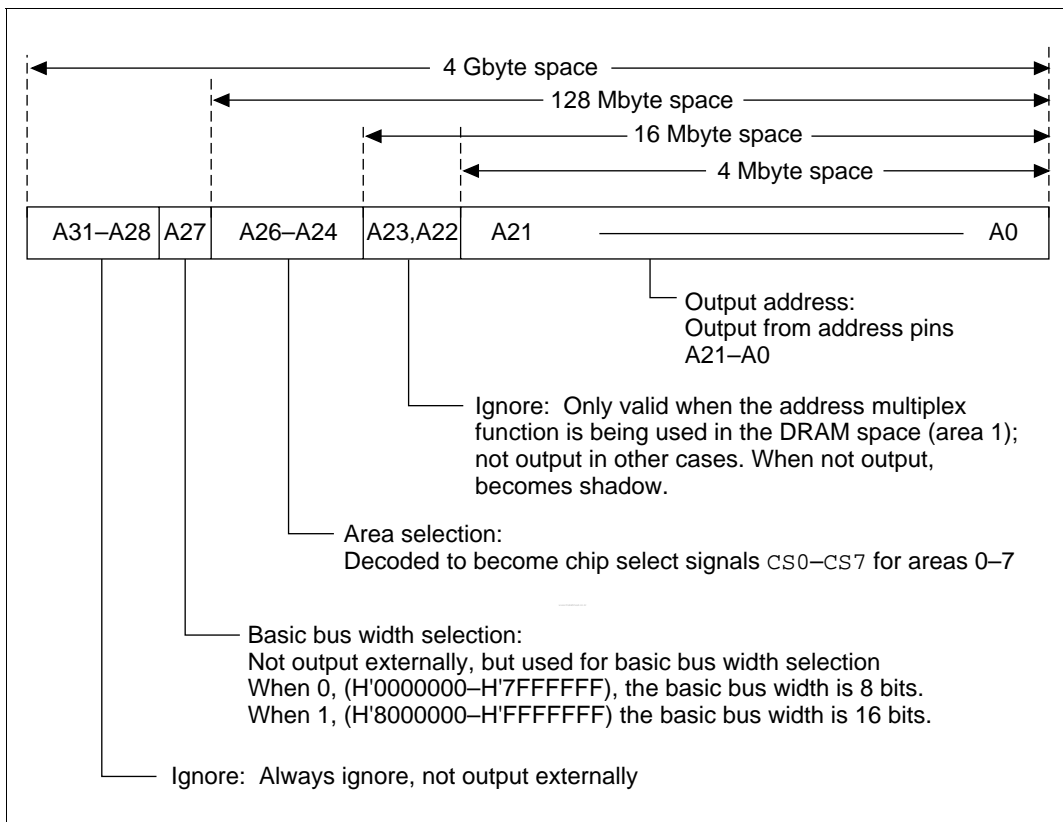 4 Gbyte space
128 Mbyte space
16 Mbyte space
4 Mbyte space
A31–A28 A27 A26–A24 A23,A22 A21 A0
Output address:
Output from address pins
A21–A0
Ignore: Only valid when the address multiplex
function is being used in the DRAM space (area 1);
not output in other cases. When not output,
becomes shadow.
Area selection:
Decoded to become chip select signals CS0–CS7 for areas 0–7
Basic bus width selection:
Not output externally, but used for basic bus width selection
When 0, (H'0000000–H'7FFFFFF), the basic bus width is 8 bits.
When 1, (H'8000000–H'FFFFFFF) the basic bus width is 16 bits.
Ignore: Always ignore, not output externally